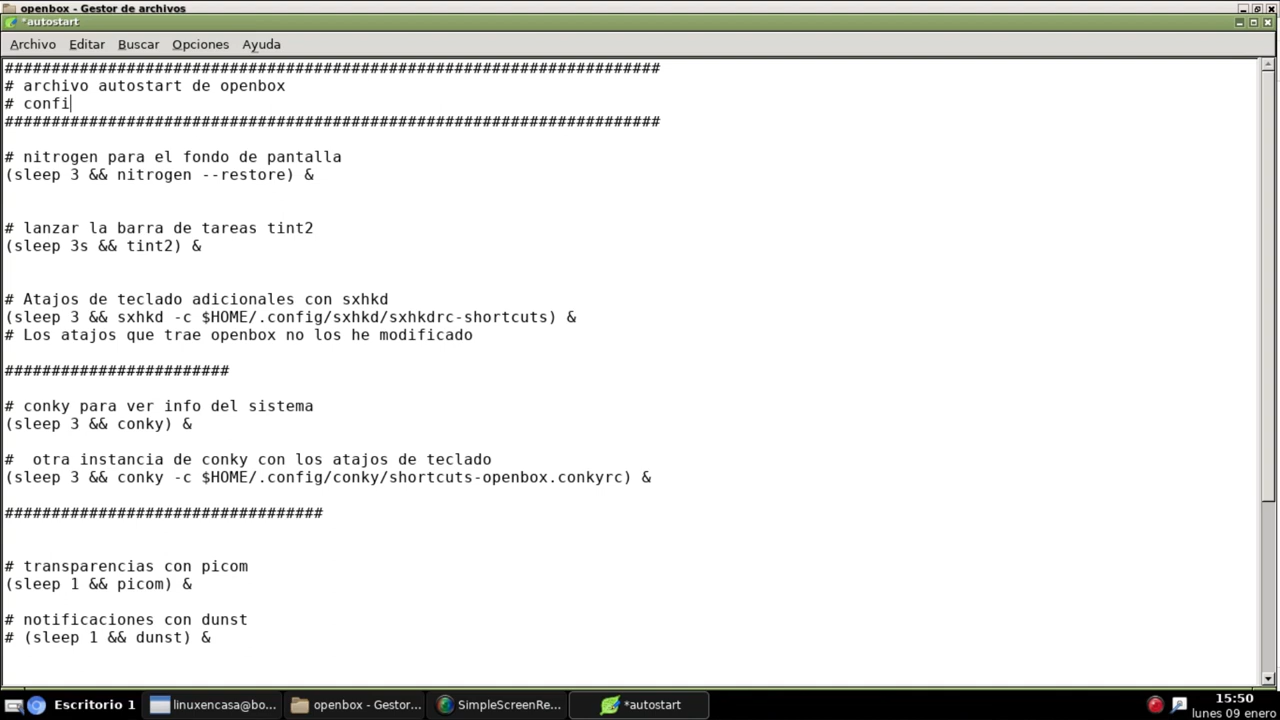 openbox - Gestor de archivos
*autostart
Archivo Editar Buscar Opciones Ayuda
######################################################################
# archivo autostart de openbox
# confi
######################################################################
# nitrogen para el fondo de pantalla
(sleep 3 && nitrogen --restore) &
# lanzar la barra de tareas tint2
(sleep 3s && tint2) &
# Atajos de teclado adicionales con sxhkd
(sleep 3 && sxhkd -c $HOME/.config/sxhkd/sxhkdrc-shortcuts) &
# Los atajos que trae openbox no los he modificado
########################
# conky para ver info del sistema
(sleep 3 && conky) &
#  otra instancia de conky con los atajos de teclado
(sleep 3 && conky -c $HOME/.config/conky/shortcuts-openbox.conkyrc) &
##################################
# transparencias con picom
(sleep 1 && picom) &
# notificaciones con dunst
# (sleep 1 && dunst) &
Escritorio 1 linuxencasa@bo... openbox - Gestor... SimpleScreenRe... *autostart 15:50
lunes 09 enero